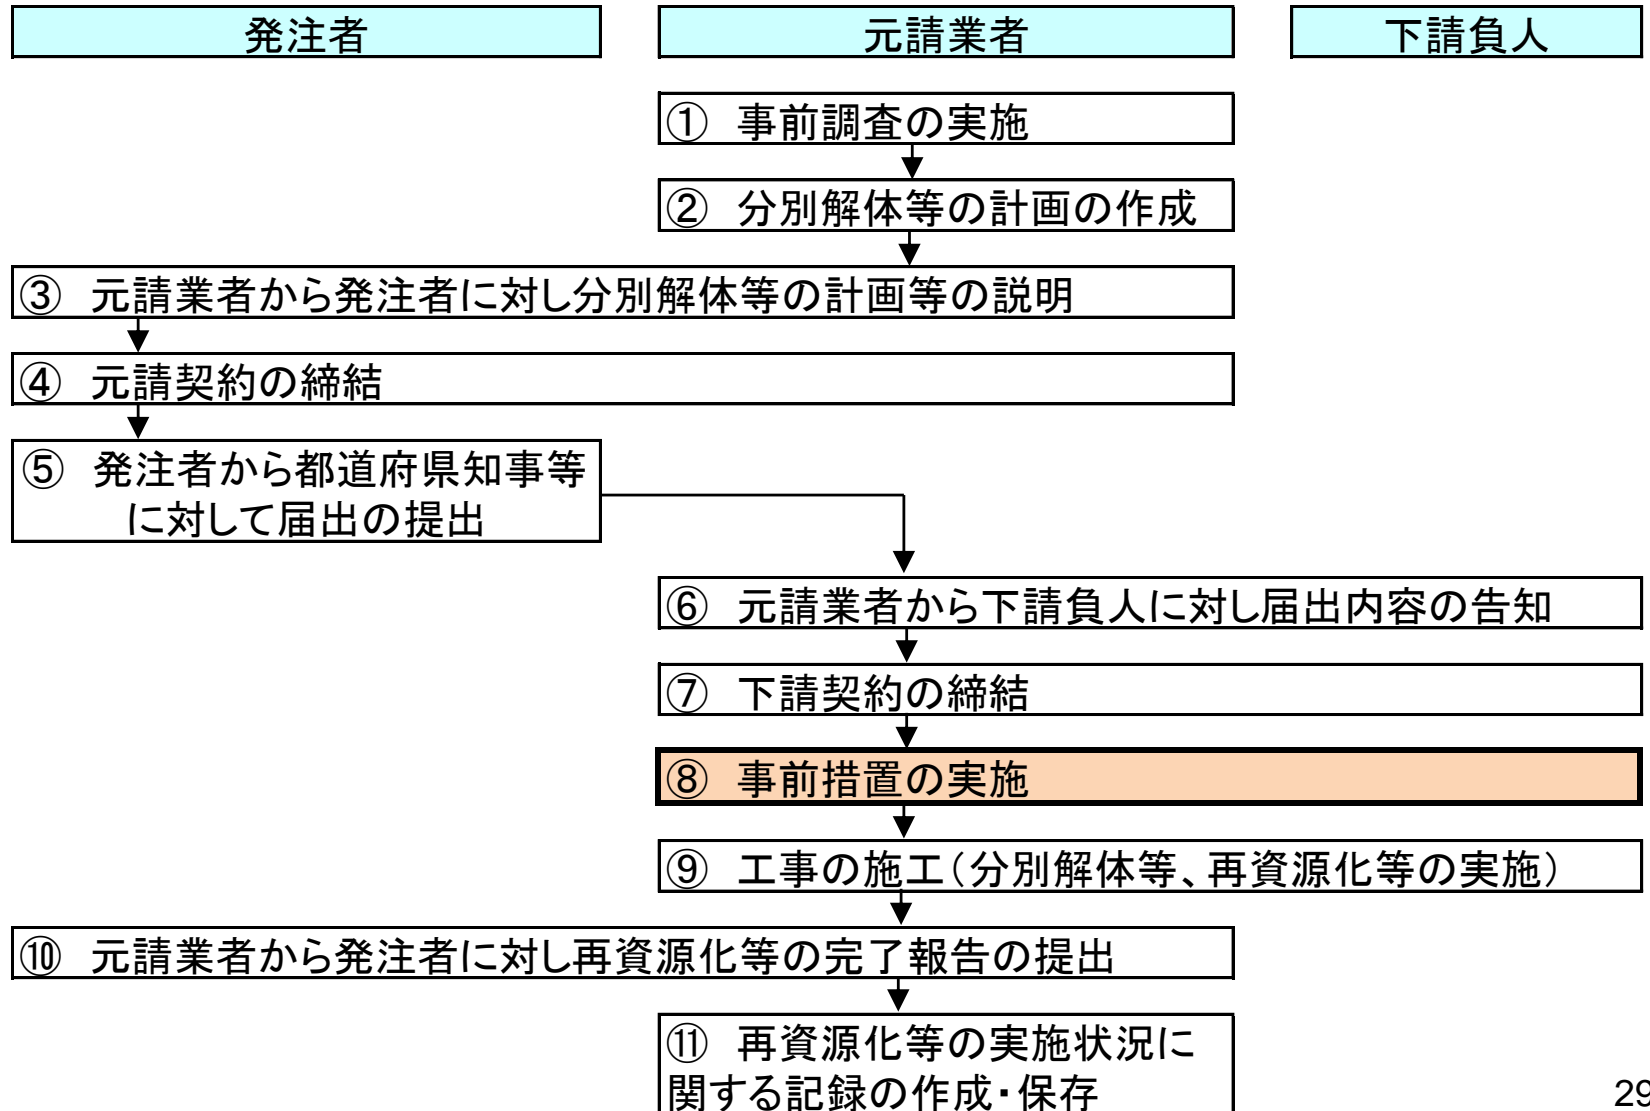 発注者
元請業者
下請負人
① 事前調査の実施
② 分別解体等の計画の作成
③ 元請業者から発注者に対し分別解体等の計画等の説明
④ 元請契約の締結
⑤ 発注者から都道府県知事等
に対して届出の提出
⑥ 元請業者から下請負人に対し届出内容の告知
⑦ 下請契約の締結
⑧ 事前措置の実施
⑨ 工事の施工(分別解体等、再資源化等の実施)
⑩ 元請業者から発注者に対し再資源化等の完了報告の提出
⑪ 再資源化等の実施状況に
関する記録の作成・保存
29